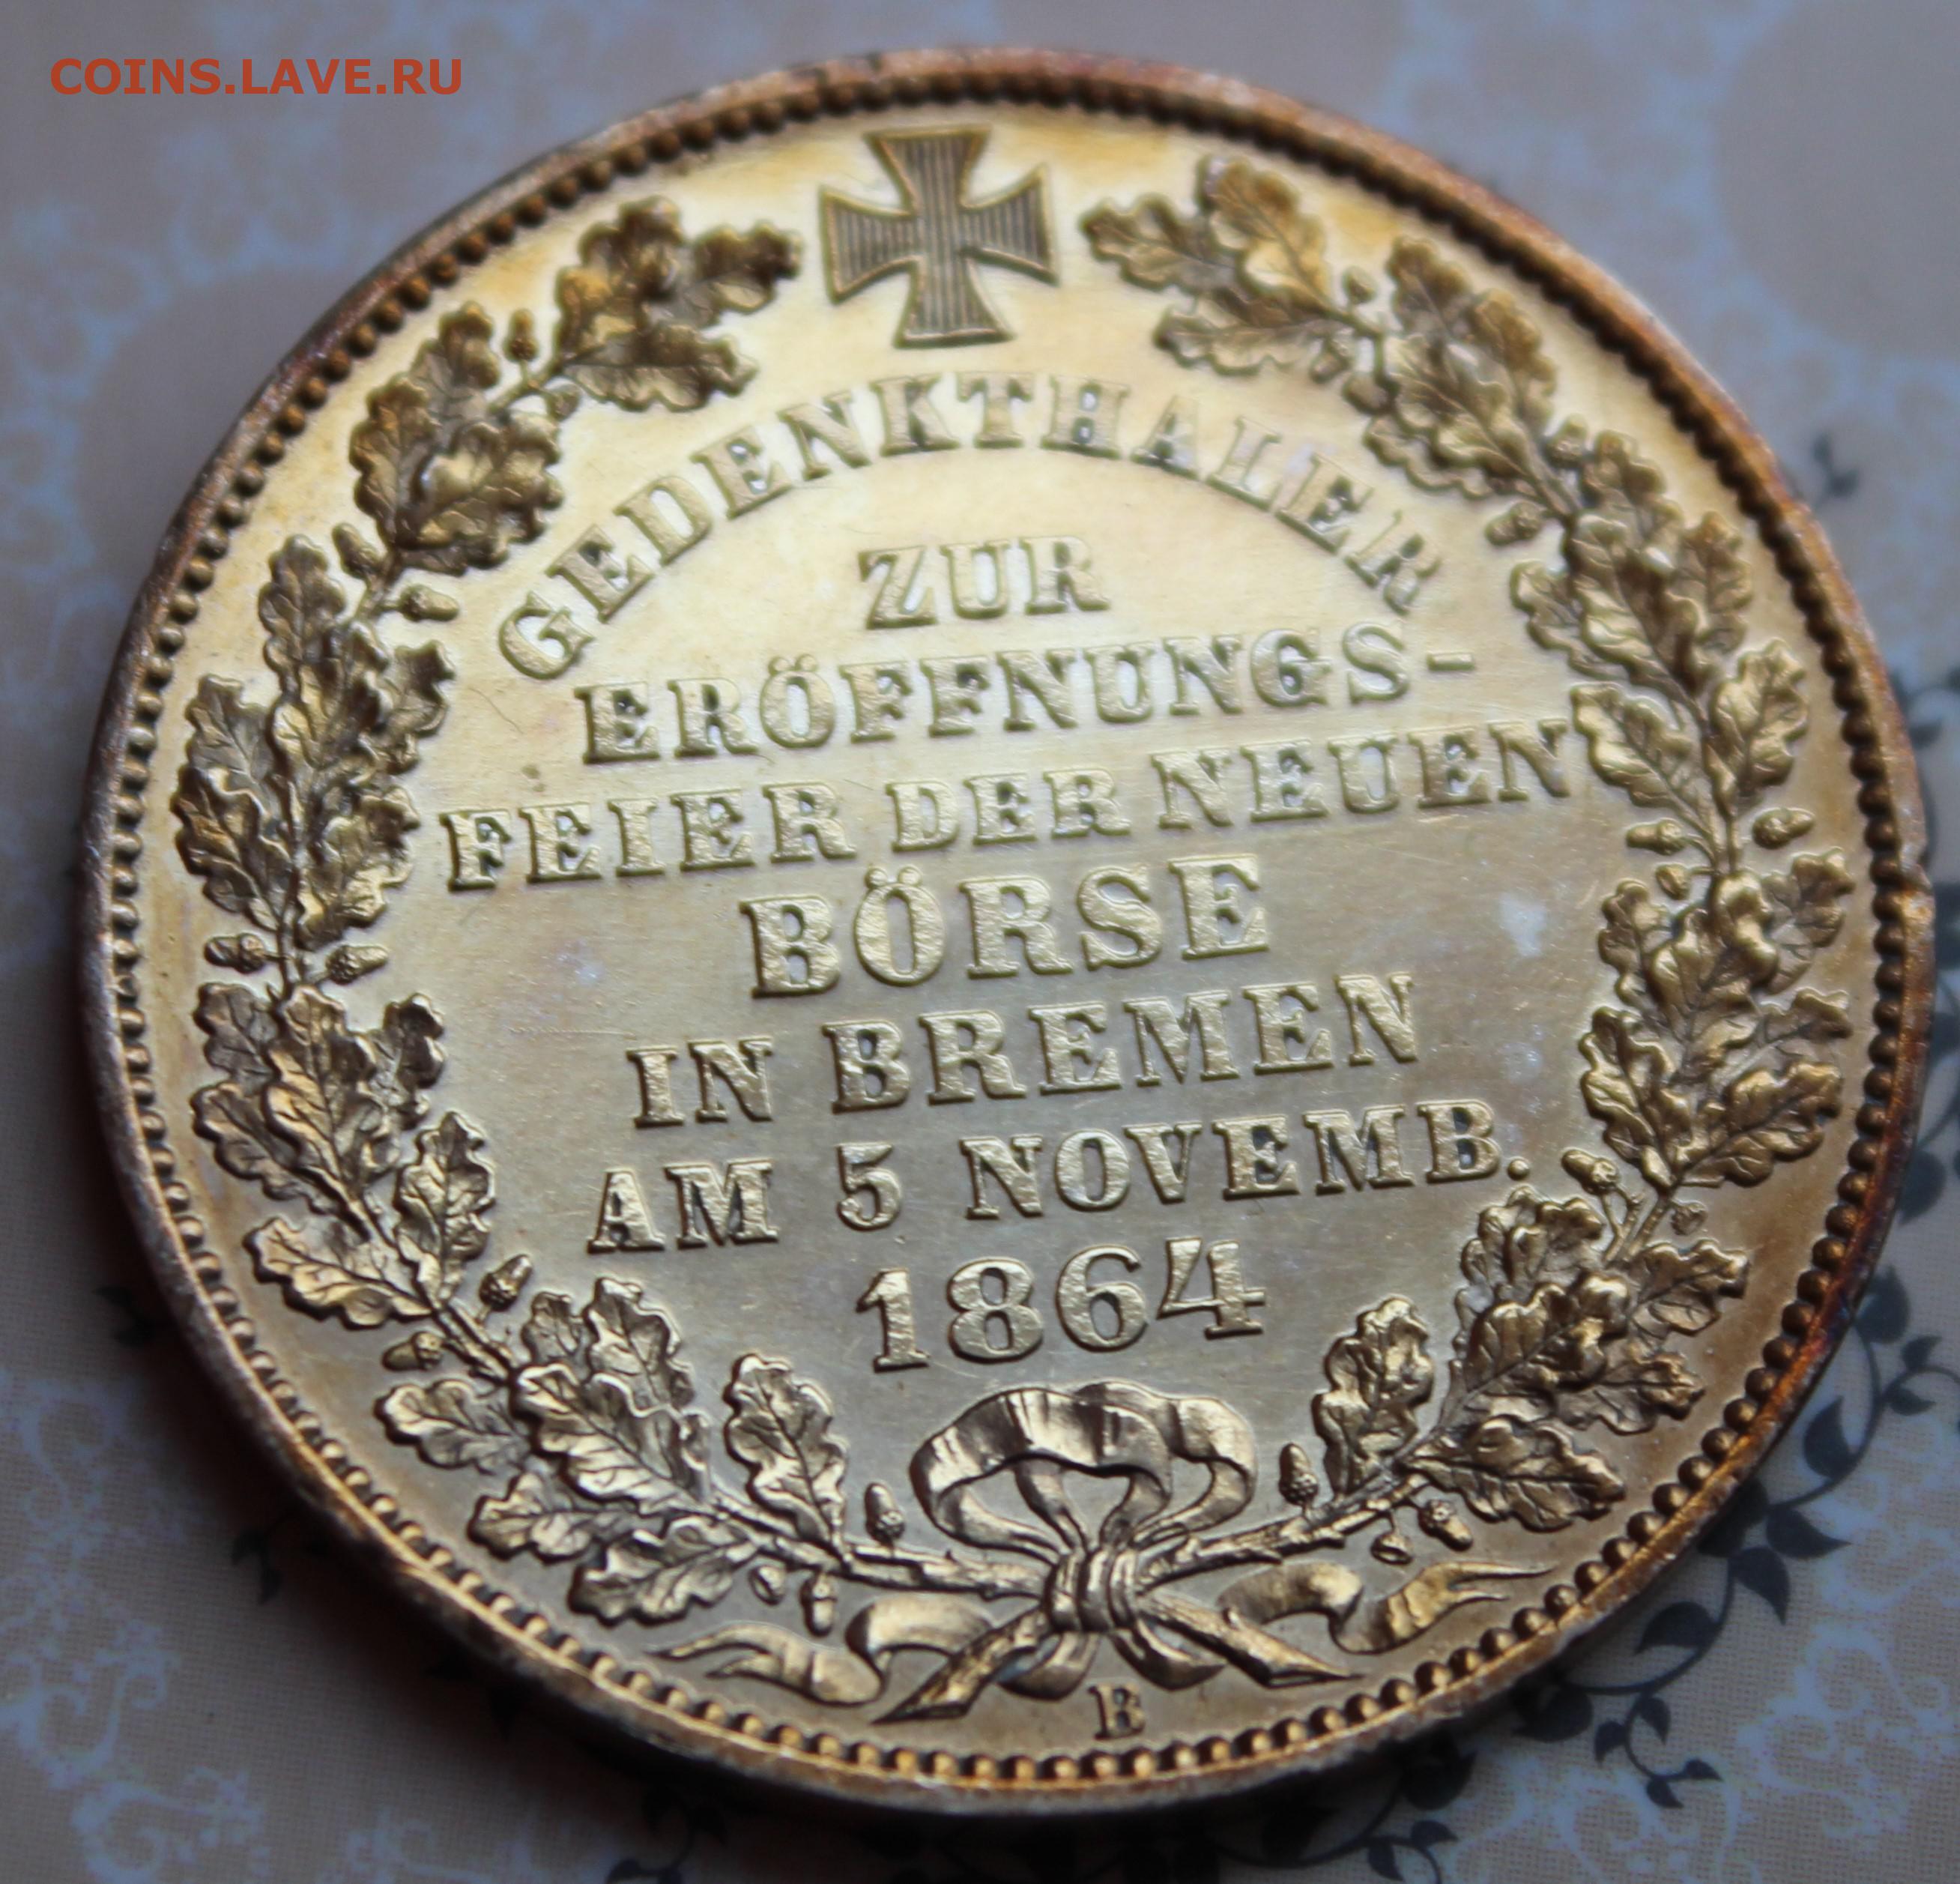 COINS.LAVE.RU
GEDENKTHALER
ZUR
ERÖFFNUNGS-
FEIER DER NEUEN
BÖRSE
IN BREMEN
AM 5 NOVEMB.
1864
B